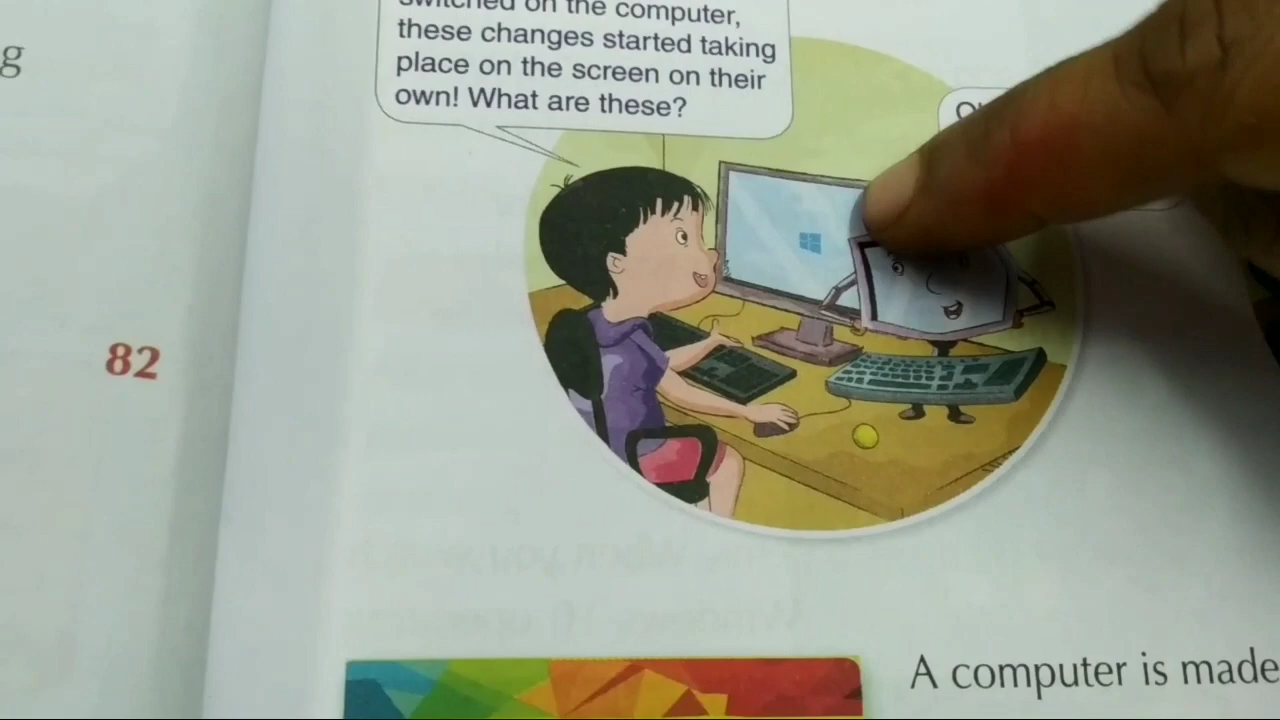 g
82
switched on the computer,
these changes started taking
place on the screen on their
own! What are these?
A computer is made